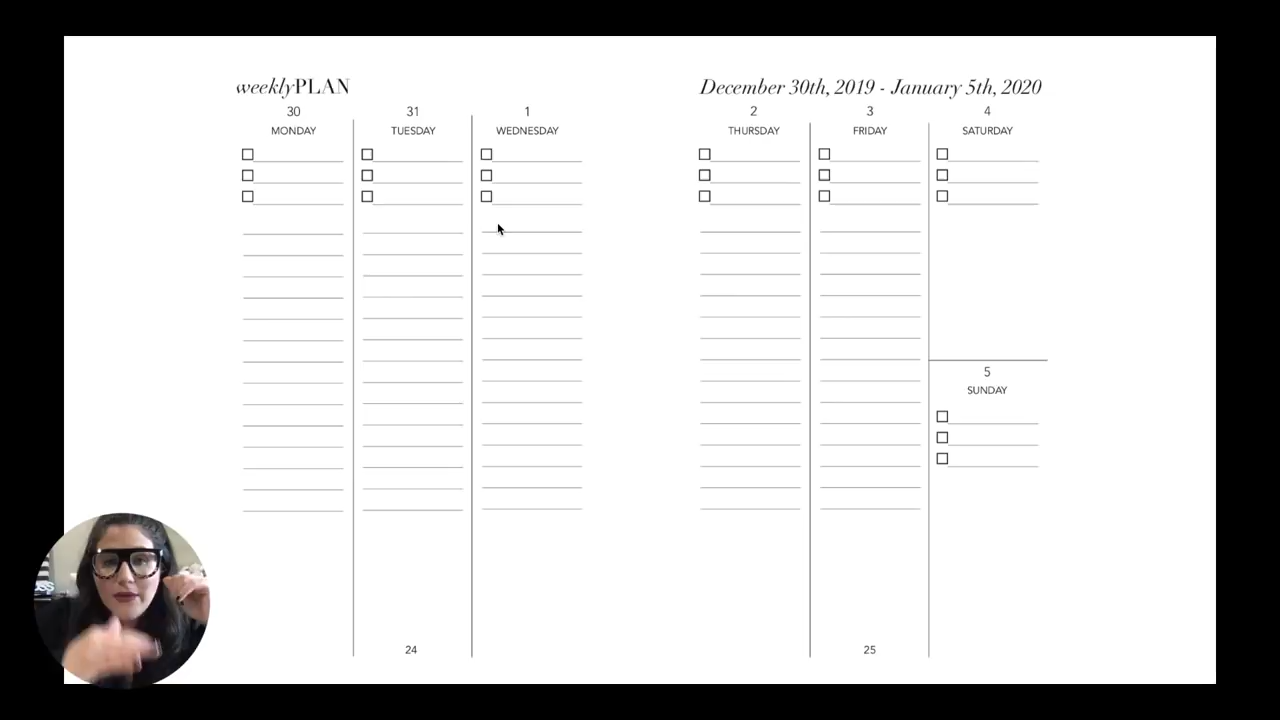 weeklyPLAN
December 30th, 2019 - January 5th, 2020
30 31 1 2 3 4
MONDAY TUESDAY WEDNESDAY THURSDAY FRIDAY SATURDAY
5
SUNDAY
24 25